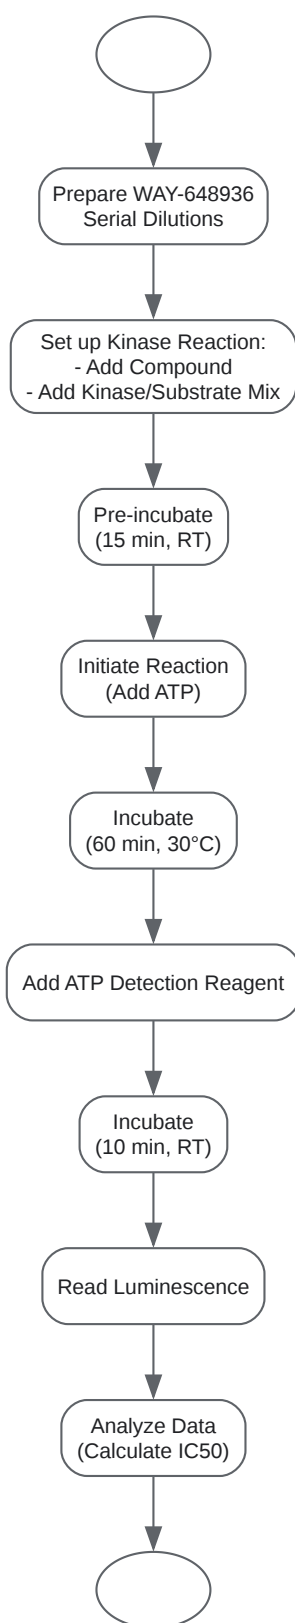 Prepare WAY-648936
Serial Dilutions
Set up Kinase Reaction:
- Add Compound
- Add Kinase/Substrate Mix
Pre-incubate
(15 min, RT)
Initiate Reaction
(Add ATP)
Incubate
(60 min, 30°C)
Add ATP Detection Reagent
Incubate
(10 min, RT)
Read Luminescence
Analyze Data
(Calculate IC50)